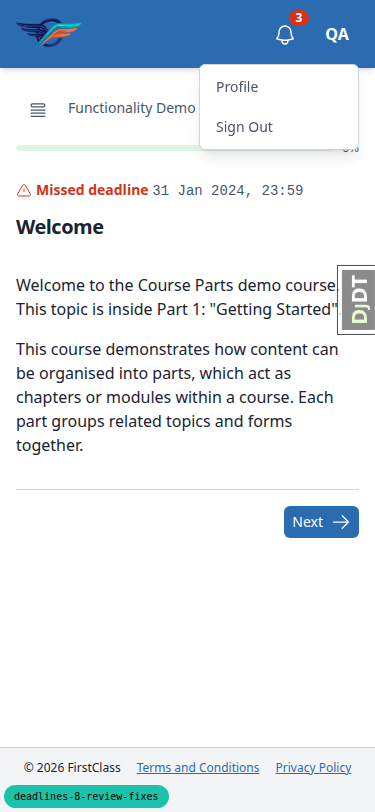 3
QA
Profile
Sign Out
Functionality Demo
Missed deadline 31 Jan 2024, 23:59
Welcome
Welcome to the Course Parts demo course.
This topic is inside Part 1: "Getting Started".
DjDT
This course demonstrates how content can
be organised into parts, which act as
chapters or modules within a course. Each
part groups related topics and forms
together.
Next
© 2026 FirstClass Terms and Conditions Privacy Policy
deadlines-8-review-fixes